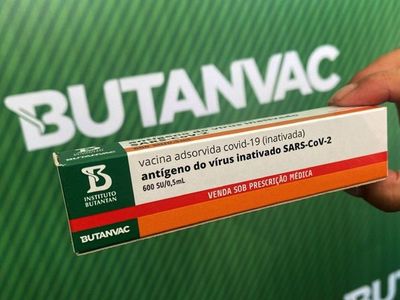 BUTANVAC
vacina adsorvida covid-19 (inativada)
antígeno do vírus inativado SARS-CoV-2
600 SU/0,5mL
INSTITUTO
BUTANTAN
VENDA SOB PRESCRIÇÃO MÉDICA
BUTANVAC
BUTANVAC